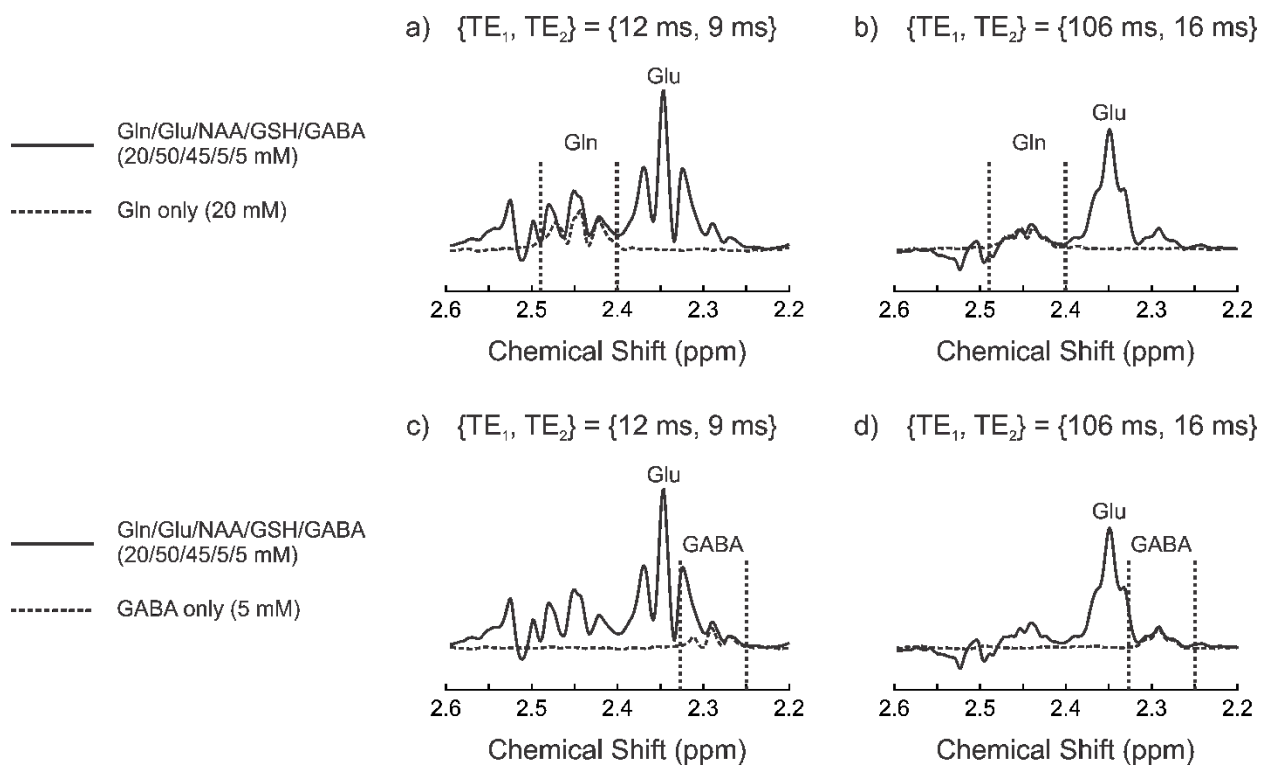 a) {TE₁, TE₂} = {12 ms, 9 ms}
b) {TE₁, TE₂} = {106 ms, 16 ms}
Gln/Glu/NAA/GSH/GABA
(20/50/45/5/5 mM)
Gln only (20 mM)
Glu
Gln
2.6 2.5 2.4 2.3 2.2
Chemical Shift (ppm)
Glu
Gln
2.6 2.5 2.4 2.3 2.2
Chemical Shift (ppm)
c) {TE₁, TE₂} = {12 ms, 9 ms}
d) {TE₁, TE₂} = {106 ms, 16 ms}
Gln/Glu/NAA/GSH/GABA
(20/50/45/5/5 mM)
GABA only (5 mM)
Glu
GABA
2.6 2.5 2.4 2.3 2.2
Chemical Shift (ppm)
Glu
GABA
2.6 2.5 2.4 2.3 2.2
Chemical Shift (ppm)